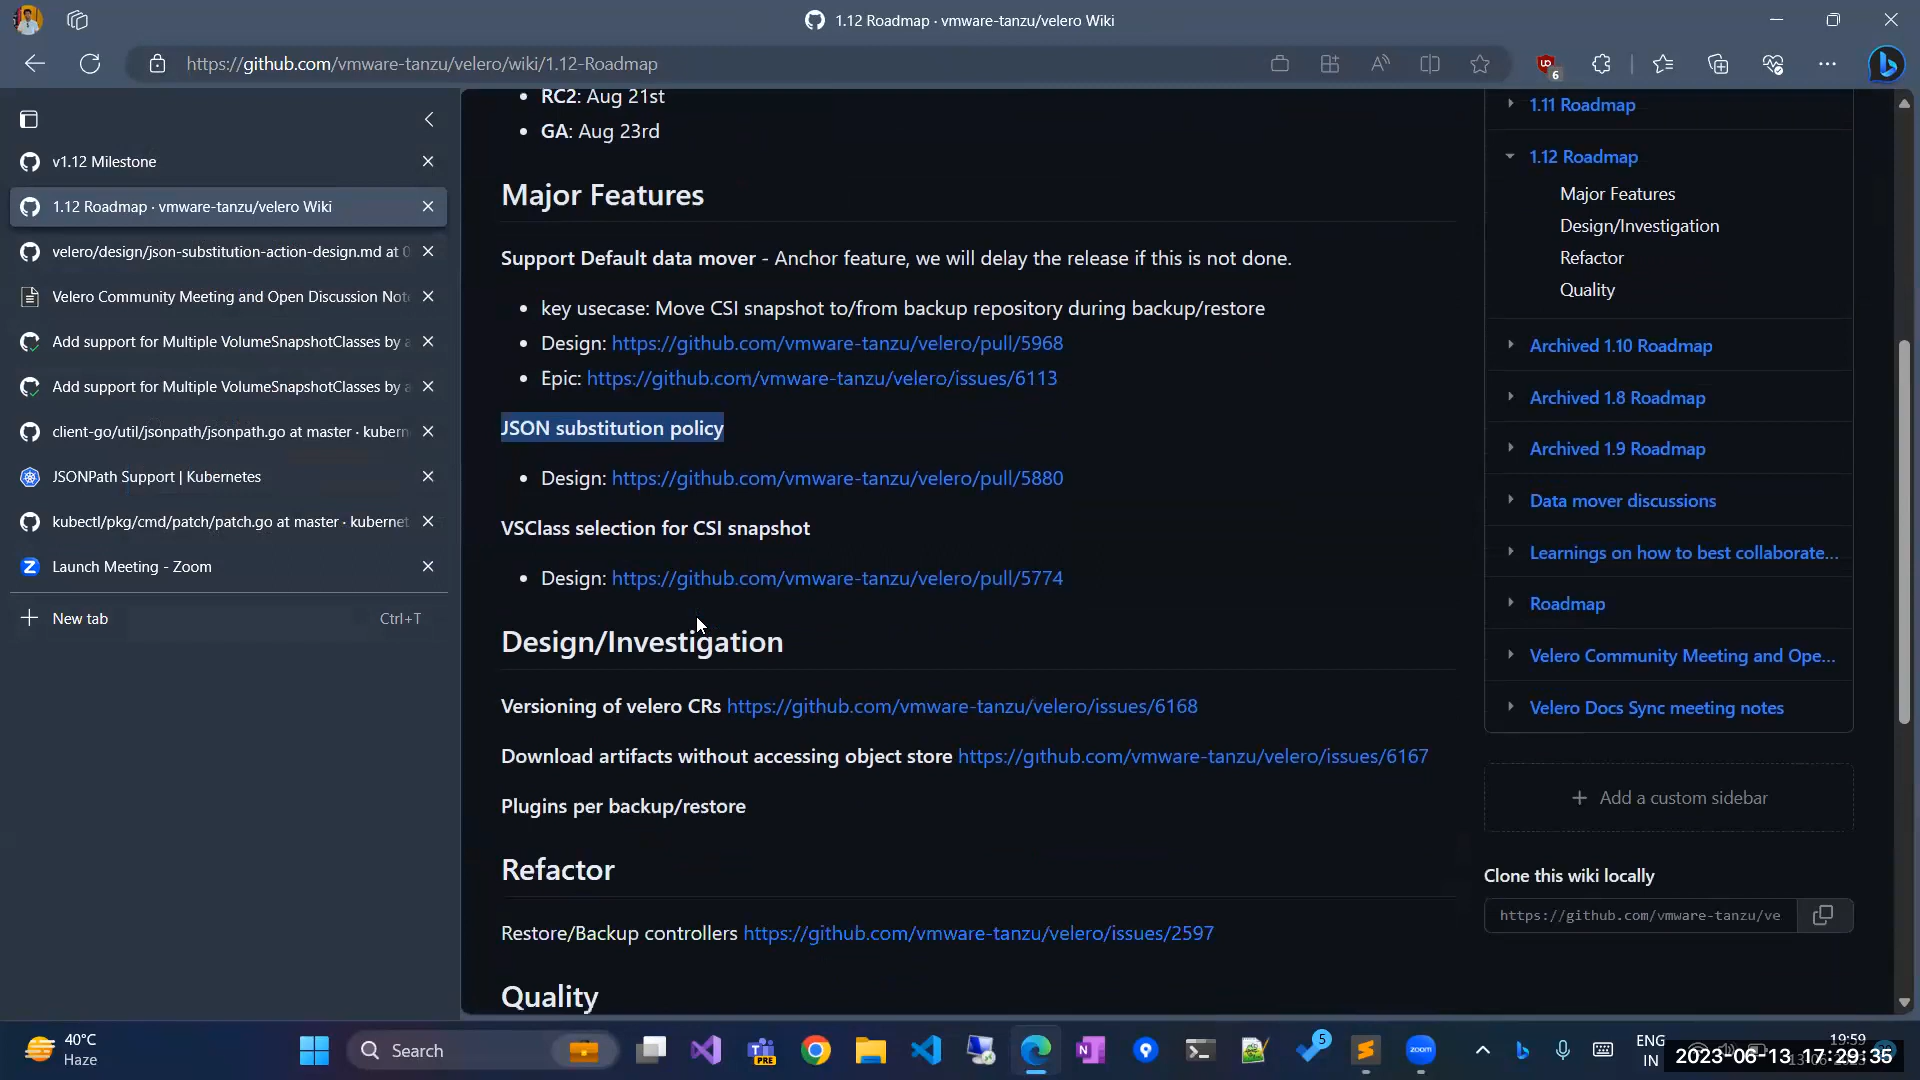 1.12 Roadmap · vmware-tanzu/velero Wiki
https://github.com/vmware-tanzu/velero/wiki/1.12-Roadmap
6
v1.12 Milestone
1.12 Roadmap · vmware-tanzu/velero Wiki
velero/design/json-substitution-action-design.md at
Velero Community Meeting and Open Discussion
Add support for Multiple VolumeSnapshotClasses by
Add support for Multiple VolumeSnapshotClasses by
client-go/util/jsonpath/jsonpath.go at master ·
JSONPath Support | Kubernetes
kubectl/pkg/cmd/patch/patch.go at master ·
Launch Meeting - Zoom
New tab
Ctrl+T
RC2: Aug 21st
GA: Aug 23rd
Major Features
Support Default data mover - Anchor feature, we will delay the release if this is not done.
key usecase: Move CSI snapshot to/from backup repository during backup/restore
Design: https://github.com/vmware-tanzu/velero/pull/5968
Epic: https://github.com/vmware-tanzu/velero/issues/6113
JSON substitution policy
Design: https://github.com/vmware-tanzu/velero/pull/5880
VSClass selection for CSI snapshot
Design: https://github.com/vmware-tanzu/velero/pull/5774
Design/Investigation
Versioning of velero CRs https://github.com/vmware-tanzu/velero/issues/6168
Download artifacts without accessing object store https://github.com/vmware-tanzu/velero/issues/6167
Plugins per backup/restore
Refactor
Restore/Backup controllers https://github.com/vmware-tanzu/velero/issues/2597
Quality
1.11 Roadmap
1.12 Roadmap
Major Features
Design/Investigation
Refactor
Quality
Archived 1.10 Roadmap
Archived 1.8 Roadmap
Archived 1.9 Roadmap
Data mover discussions
Learnings on how to best collaborate...
Roadmap
Velero Community Meeting and Ope...
Velero Docs Sync meeting notes
+ Add a custom sidebar
Clone this wiki locally
https://github.com/vmware-tanzu/ve
40°C
Haze
Search
PRE
5
zoom
ENG
IN
19:59
2023-06-13 17:29:35